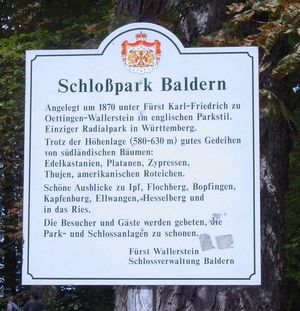 Schloßpark Baldern
Angelegt um 1870 unter Fürst Karl-Friedrich zu
Oettingen-Wallerstein im englischen Parkstil.
Einziger Radialpark in Württemberg.
Trotz der Höhenlage (580-630 m) gutes Gedeihen
von südländischen Bäumen:
Edelkastanien, Platanen, Zypressen,
Thujen, amerikanischen Roteichen.
Schöne Ausblicke zu Ipf, Flochberg, Bopfingen,
Kapfenburg, Ellwangen, Hesselberg und
in das Ries.
Die Besucher und Gäste werden gebeten, die
Park- und Schlossanlagen zu schonen.
Fürst Wallerstein
Schlossverwaltung Baldern